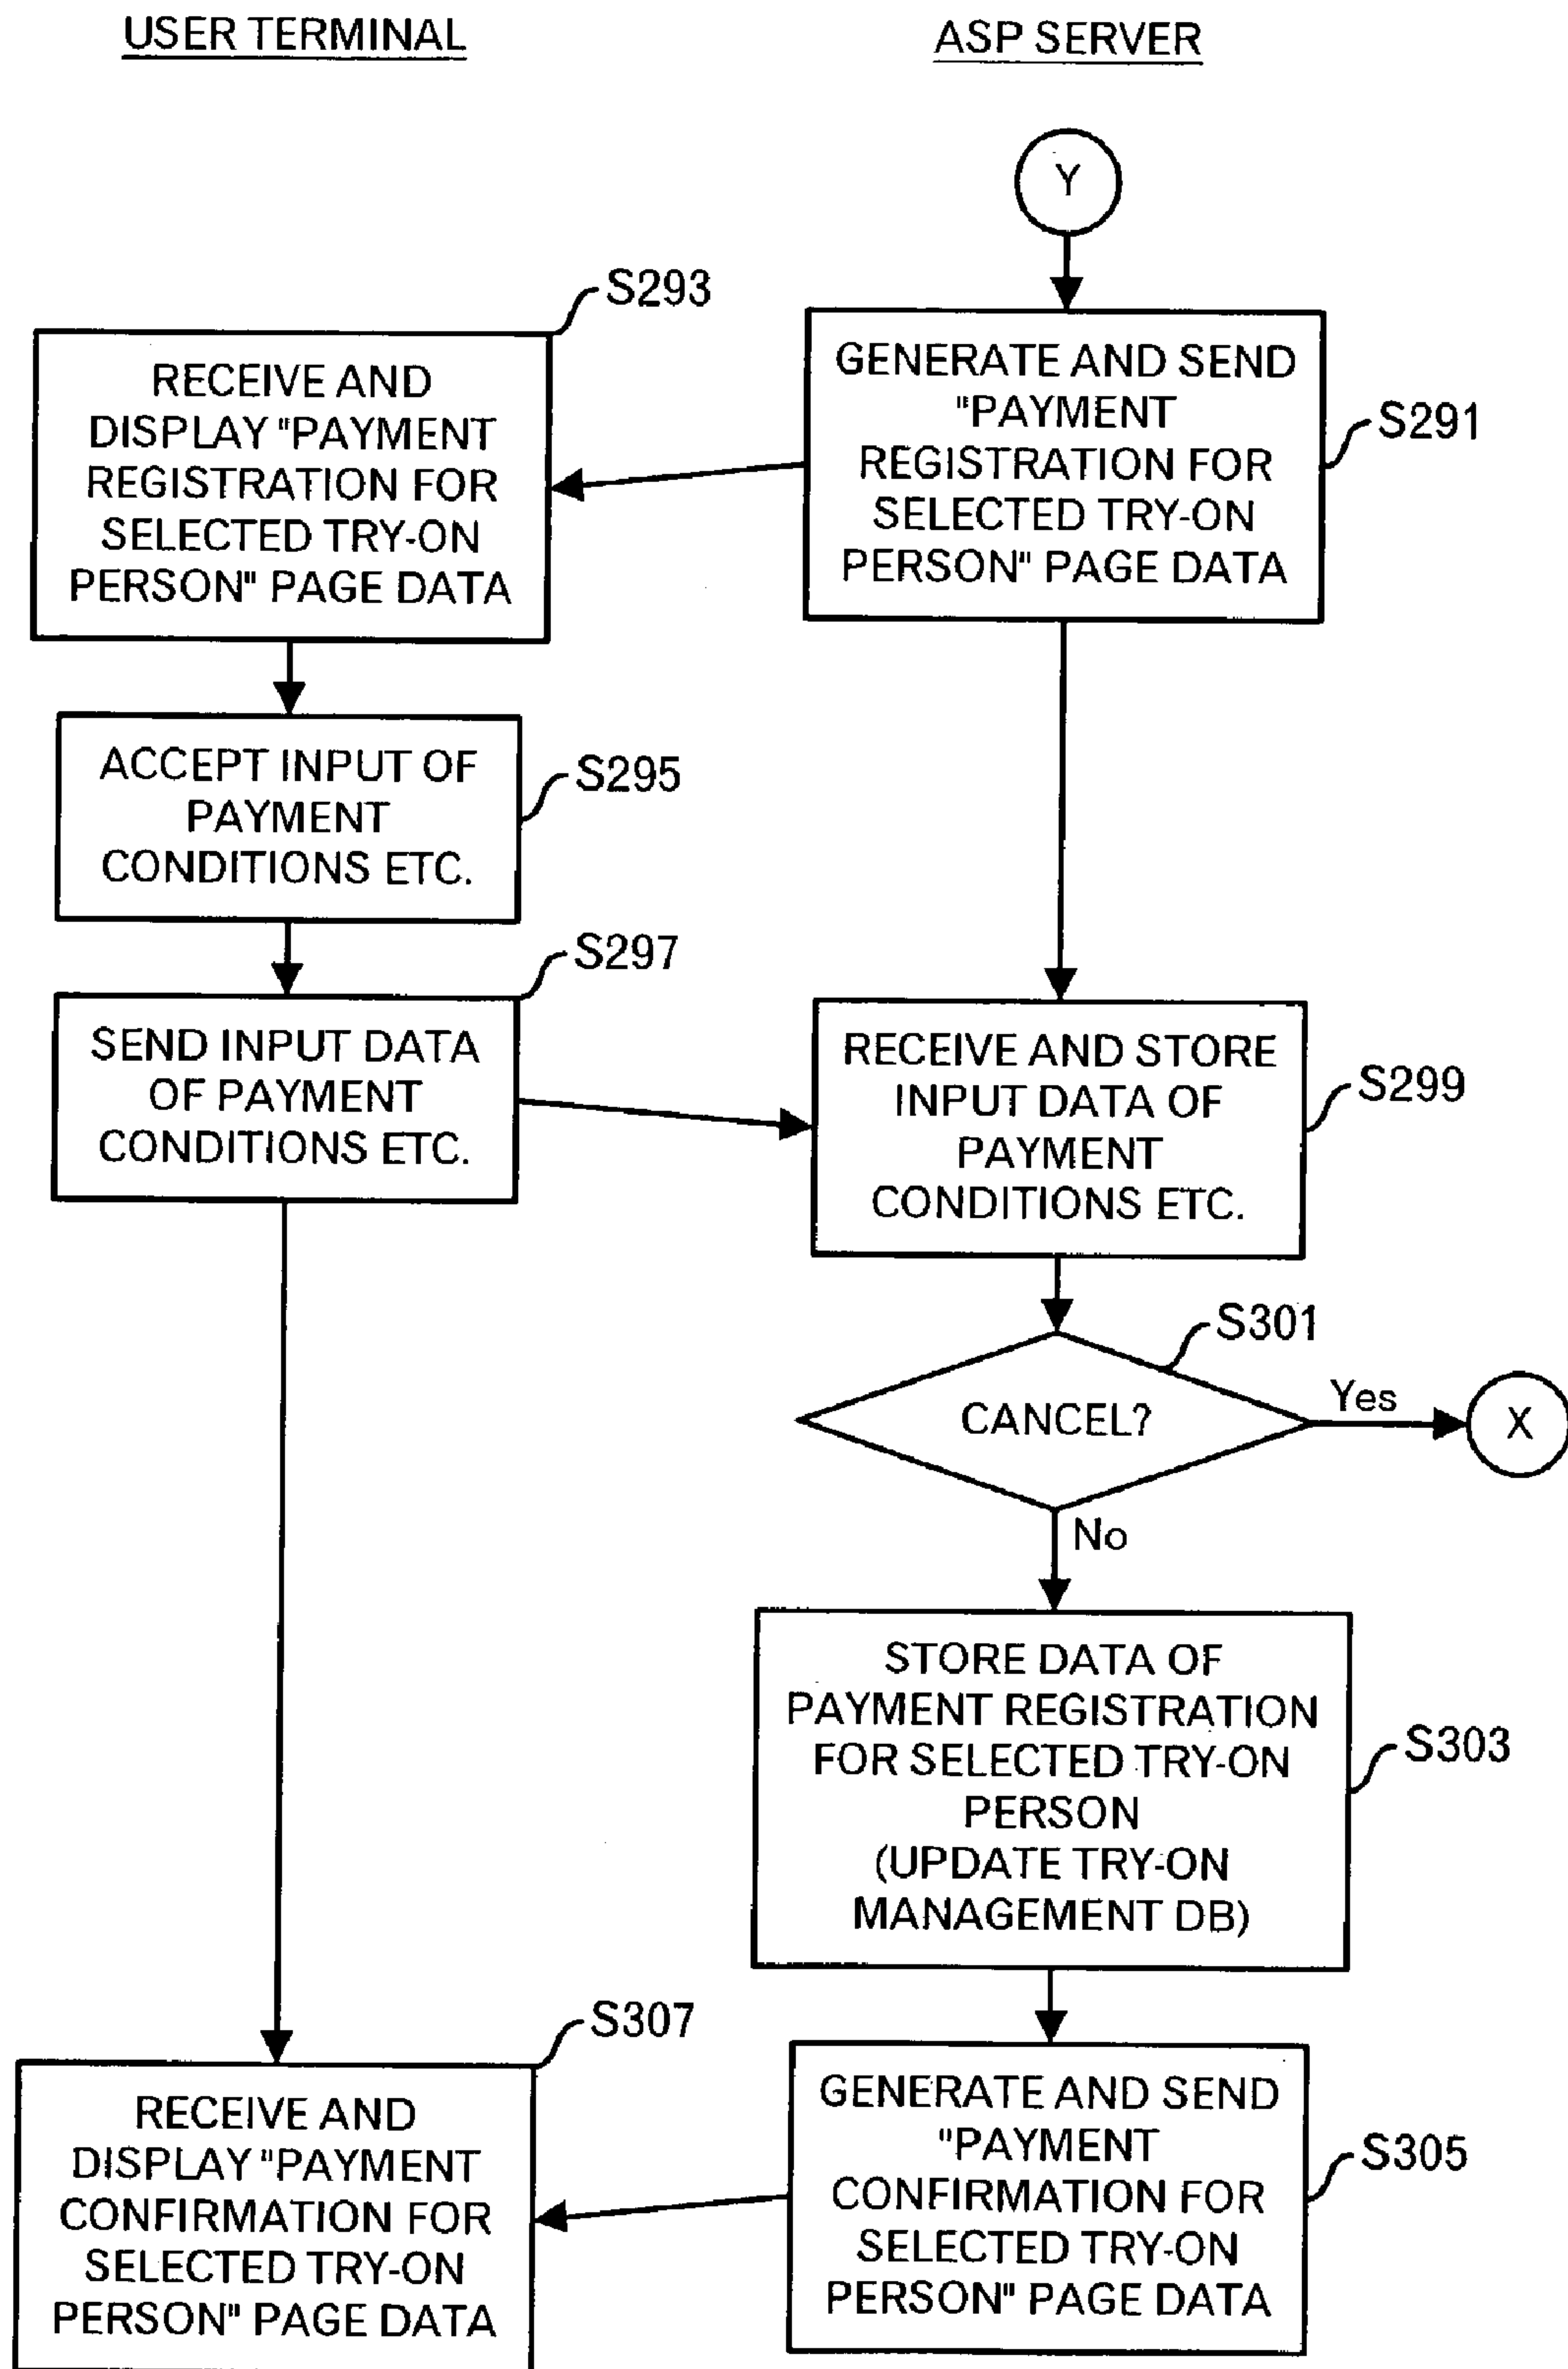 USER TERMINAL
ASP SERVER
Y
S293
RECEIVE AND
DISPLAY "PAYMENT
REGISTRATION FOR
SELECTED TRY-ON
PERSON" PAGE DATA
GENERATE AND SEND
"PAYMENT
REGISTRATION FOR
SELECTED TRY-ON
PERSON" PAGE DATA
S291
ACCEPT INPUT OF
PAYMENT
CONDITIONS ETC.
S295
S297
SEND INPUT DATA
OF PAYMENT
CONDITIONS ETC.
RECEIVE AND STORE
INPUT DATA OF
PAYMENT
CONDITIONS ETC.
S299
S301
CANCEL?
Yes
X
No
STORE DATA OF
PAYMENT REGISTRATION
FOR SELECTED TRY-ON
PERSON
(UPDATE TRY-ON
MANAGEMENT DB)
S303
S307
RECEIVE AND
DISPLAY "PAYMENT
CONFIRMATION FOR
SELECTED TRY-ON
PERSON" PAGE DATA
GENERATE AND SEND
"PAYMENT
CONFIRMATION FOR
SELECTED TRY-ON
PERSON" PAGE DATA
S305